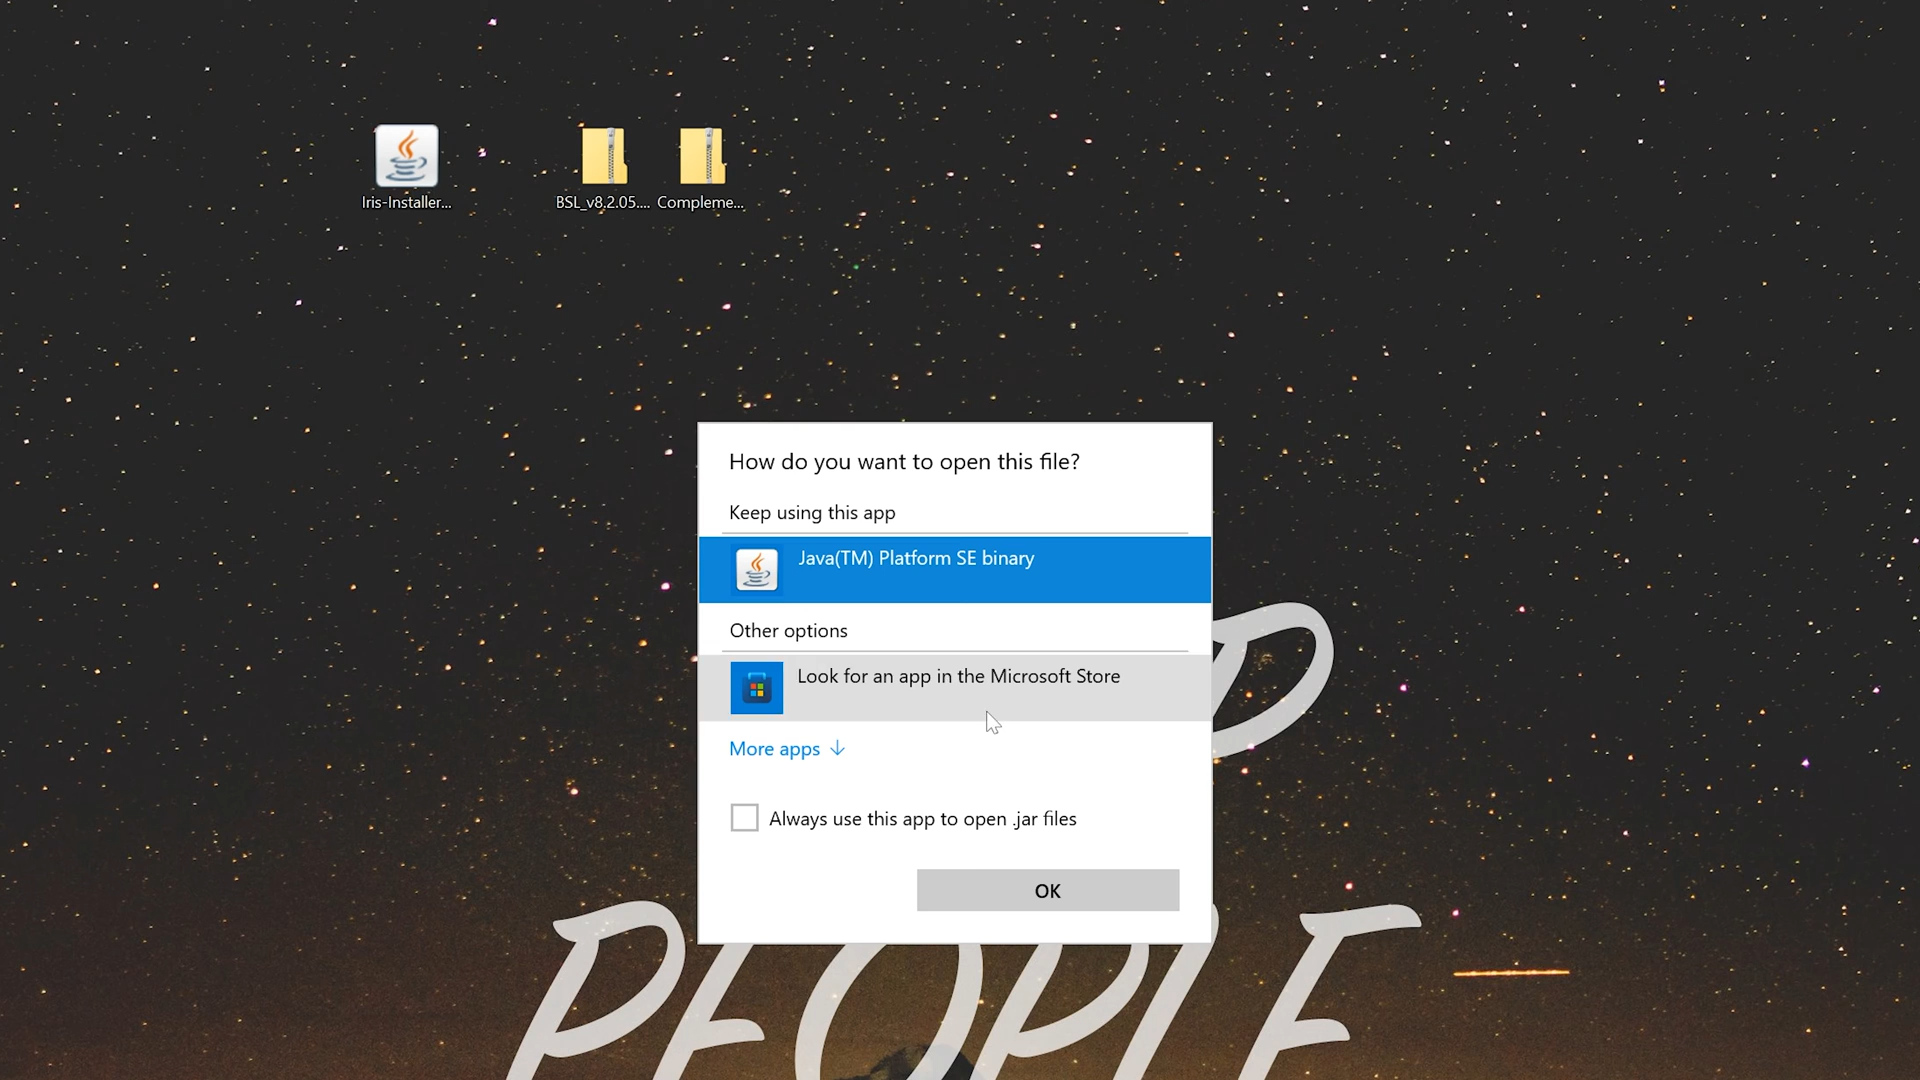 Iris-Installer...
BSL_v8.2.05....
Compleme...
How do you want to open this file?
Keep using this app
Java(TM) Platform SE binary
Other options
Look for an app in the Microsoft Store
More apps
Always use this app to open .jar files
OK
D
PEOPLE